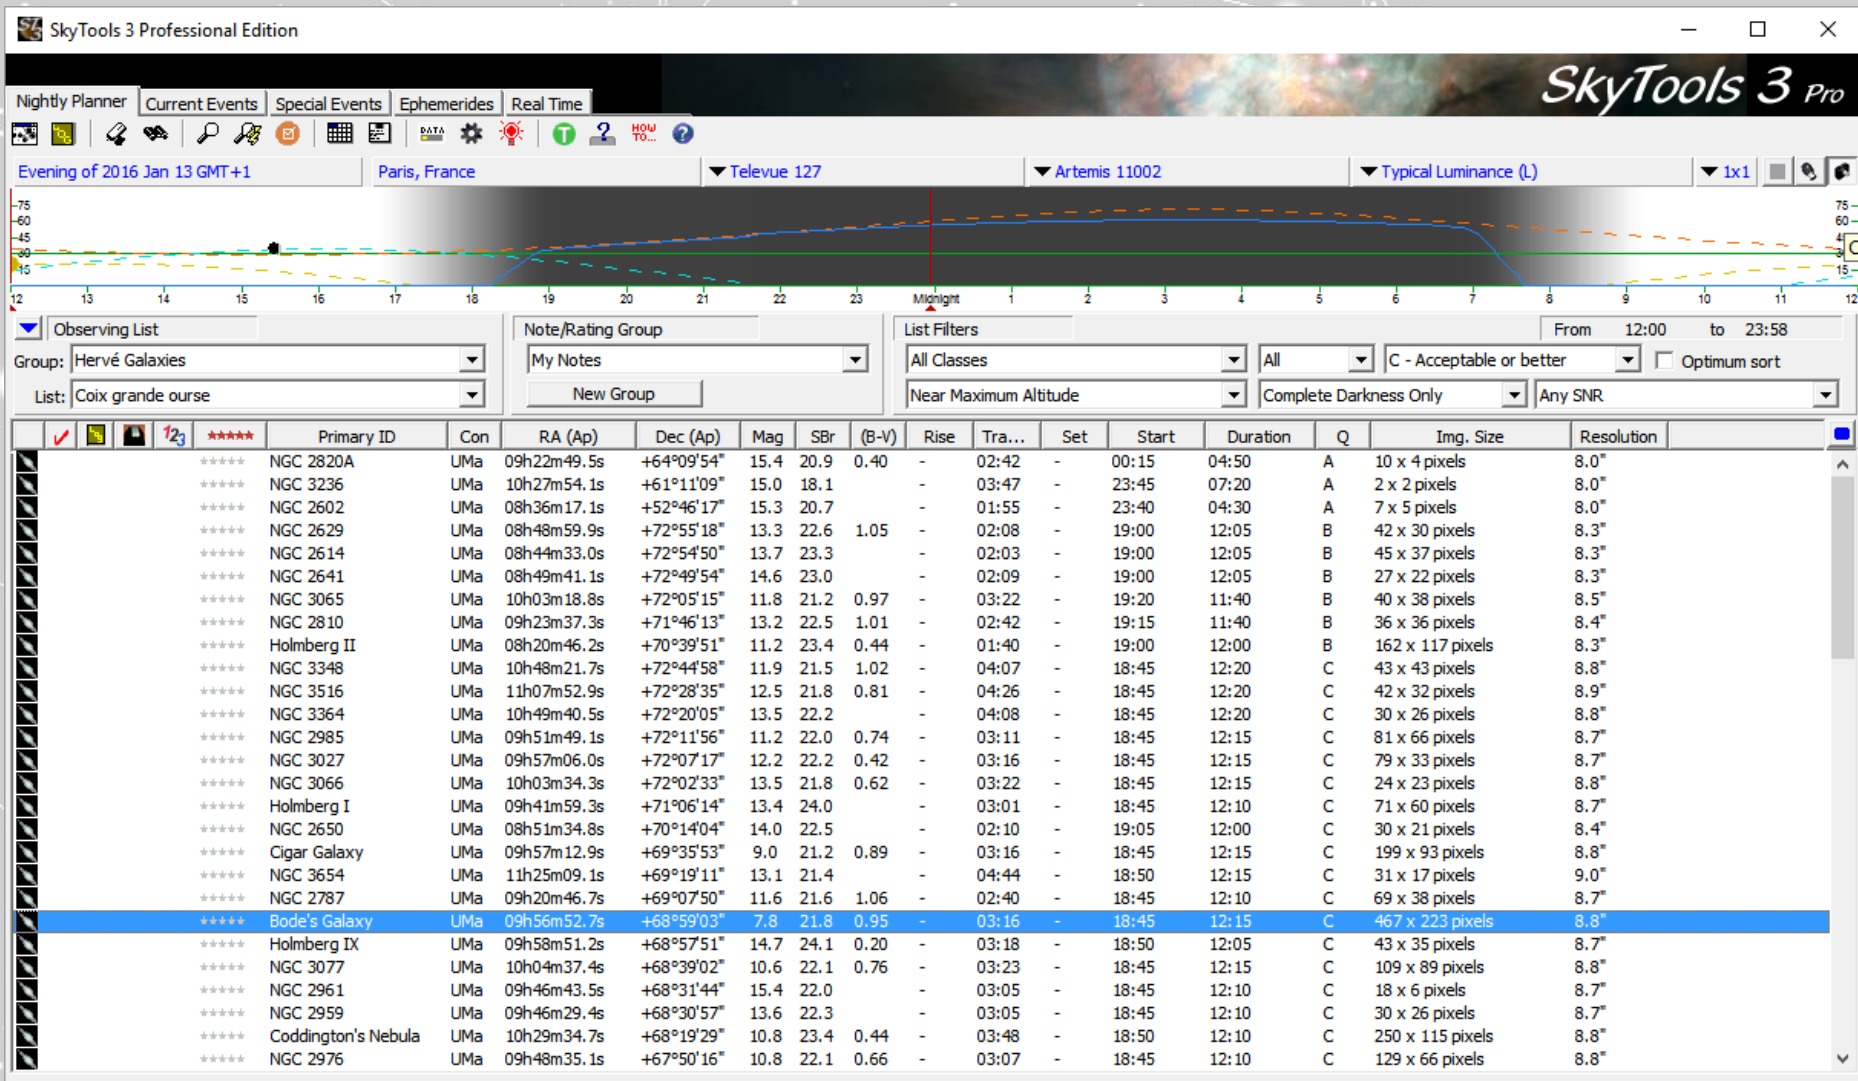 SkyTools 3 Professional Edition
SkyTools 3 Pro
Nightly Planner Current Events Special Events Ephemerides Real Time
DATA T ? HOW TO... ?
Evening of 2016 Jan 13 GMT+1 Paris, France Televue 127 Artemis 11002 Typical Luminance (L) 1x1
75 75
60 60
45
30
15 15
12 13 14 15 16 17 18 19 20 21 22 23 Midnight 1 2 3 4 5 6 7 8 9 10 11 12
Observing List Note/Rating Group List Filters From 12:00 to 23:58
Group: Hervé Galaxies My Notes All Classes All C - Acceptable or better Optimum sort
List: Coix grande ourse New Group Near Maximum Altitude Complete Darkness Only Any SNR
123 ***** Primary ID Con RA (Ap) Dec (Ap) Mag SBr (B-V) Rise Tra... Set Start Duration Q Img. Size Resolution
***** NGC 2820A UMa 09h22m49.5s +64°09'54" 15.4 20.9 0.40 - 02:42 - 00:15 04:50 A 10 x 4 pixels 8.0"
***** NGC 3236 UMa 10h27m54.1s +61°11'09" 15.0 18.1 - 03:47 - 23:45 07:20 A 2 x 2 pixels 8.0"
***** NGC 2602 UMa 08h36m17.1s +52°46'17" 15.3 20.7 - 01:55 - 23:40 04:30 A 7 x 5 pixels 8.0"
***** NGC 2629 UMa 08h48m59.9s +72°55'18" 13.3 22.6 1.05 - 02:08 - 19:00 12:05 B 42 x 30 pixels 8.3"
***** NGC 2614 UMa 08h44m33.0s +72°54'50" 13.7 23.3 - 02:03 - 19:00 12:05 B 45 x 37 pixels 8.3"
***** NGC 2641 UMa 08h49m41.1s +72°49'54" 14.6 23.0 - 02:09 - 19:00 12:05 B 27 x 22 pixels 8.3"
***** NGC 3065 UMa 10h03m18.8s +72°05'15" 11.8 21.2 0.97 - 03:22 - 19:20 11:40 B 40 x 38 pixels 8.5"
***** NGC 2810 UMa 09h23m37.3s +71°46'13" 13.2 22.5 1.01 - 02:42 - 19:15 11:40 B 36 x 36 pixels 8.4"
***** Holmberg II UMa 08h20m46.2s +70°39'51" 11.2 23.4 0.44 - 01:40 - 19:00 12:00 B 162 x 117 pixels 8.3"
***** NGC 3348 UMa 10h48m21.7s +72°44'58" 11.9 21.5 1.02 - 04:07 - 18:45 12:20 C 43 x 43 pixels 8.8"
***** NGC 3516 UMa 11h07m52.9s +72°28'35" 12.5 21.8 0.81 - 04:26 - 18:45 12:20 C 42 x 32 pixels 8.9"
***** NGC 3364 UMa 10h49m40.5s +72°20'05" 13.5 22.2 - 04:08 - 18:45 12:20 C 30 x 26 pixels 8.8"
***** NGC 2985 UMa 09h51m49.1s +72°11'56" 11.2 22.0 0.74 - 03:11 - 18:45 12:15 C 81 x 66 pixels 8.7"
***** NGC 3027 UMa 09h57m06.0s +72°07'17" 12.2 22.2 0.42 - 03:16 - 18:45 12:15 C 79 x 33 pixels 8.7"
***** NGC 3066 UMa 10h03m34.3s +72°02'33" 13.5 21.8 0.62 - 03:22 - 18:45 12:15 C 24 x 23 pixels 8.8"
***** Holmberg I UMa 09h41m59.3s +71°06'14" 13.4 24.0 - 03:01 - 18:45 12:10 C 71 x 60 pixels 8.7"
***** NGC 2650 UMa 08h51m34.8s +70°14'04" 14.0 22.5 - 02:10 - 19:05 12:00 C 30 x 21 pixels 8.4"
***** Cigar Galaxy UMa 09h57m12.9s +69°35'53" 9.0 21.2 0.89 - 03:16 - 18:45 12:15 C 199 x 93 pixels 8.8"
***** NGC 3654 UMa 11h25m09.1s +69°19'11" 13.1 21.4 - 04:44 - 18:50 12:15 C 31 x 17 pixels 9.0"
***** NGC 2787 UMa 09h20m46.7s +69°07'50" 11.6 21.6 1.06 - 02:40 - 18:45 12:10 C 69 x 38 pixels 8.7"
***** Bode's Galaxy UMa 09h56m52.7s +68°59'03" 7.8 21.8 0.95 - 03:16 - 18:45 12:15 C 467 x 223 pixels 8.8"
***** Holmberg IX UMa 09h58m51.2s +68°57'51" 14.7 24.1 0.20 - 03:18 - 18:50 12:05 C 43 x 35 pixels 8.7"
***** NGC 3077 UMa 10h04m37.4s +68°39'02" 10.6 22.1 0.76 - 03:23 - 18:45 12:15 C 109 x 89 pixels 8.8"
***** NGC 2961 UMa 09h46m43.5s +68°31'44" 15.4 22.0 - 03:05 - 18:45 12:10 C 18 x 6 pixels 8.7"
***** NGC 2959 UMa 09h46m29.4s +68°30'57" 13.6 22.3 - 03:05 - 18:45 12:10 C 30 x 26 pixels 8.7"
***** Coddington's Nebula UMa 10h29m34.7s +68°19'29" 10.8 23.4 0.44 - 03:48 - 18:50 12:10 C 250 x 115 pixels 8.8"
***** NGC 2976 UMa 09h48m35.1s +67°50'16" 10.8 22.1 0.66 - 03:07 - 18:45 12:10 C 129 x 66 pixels 8.8"